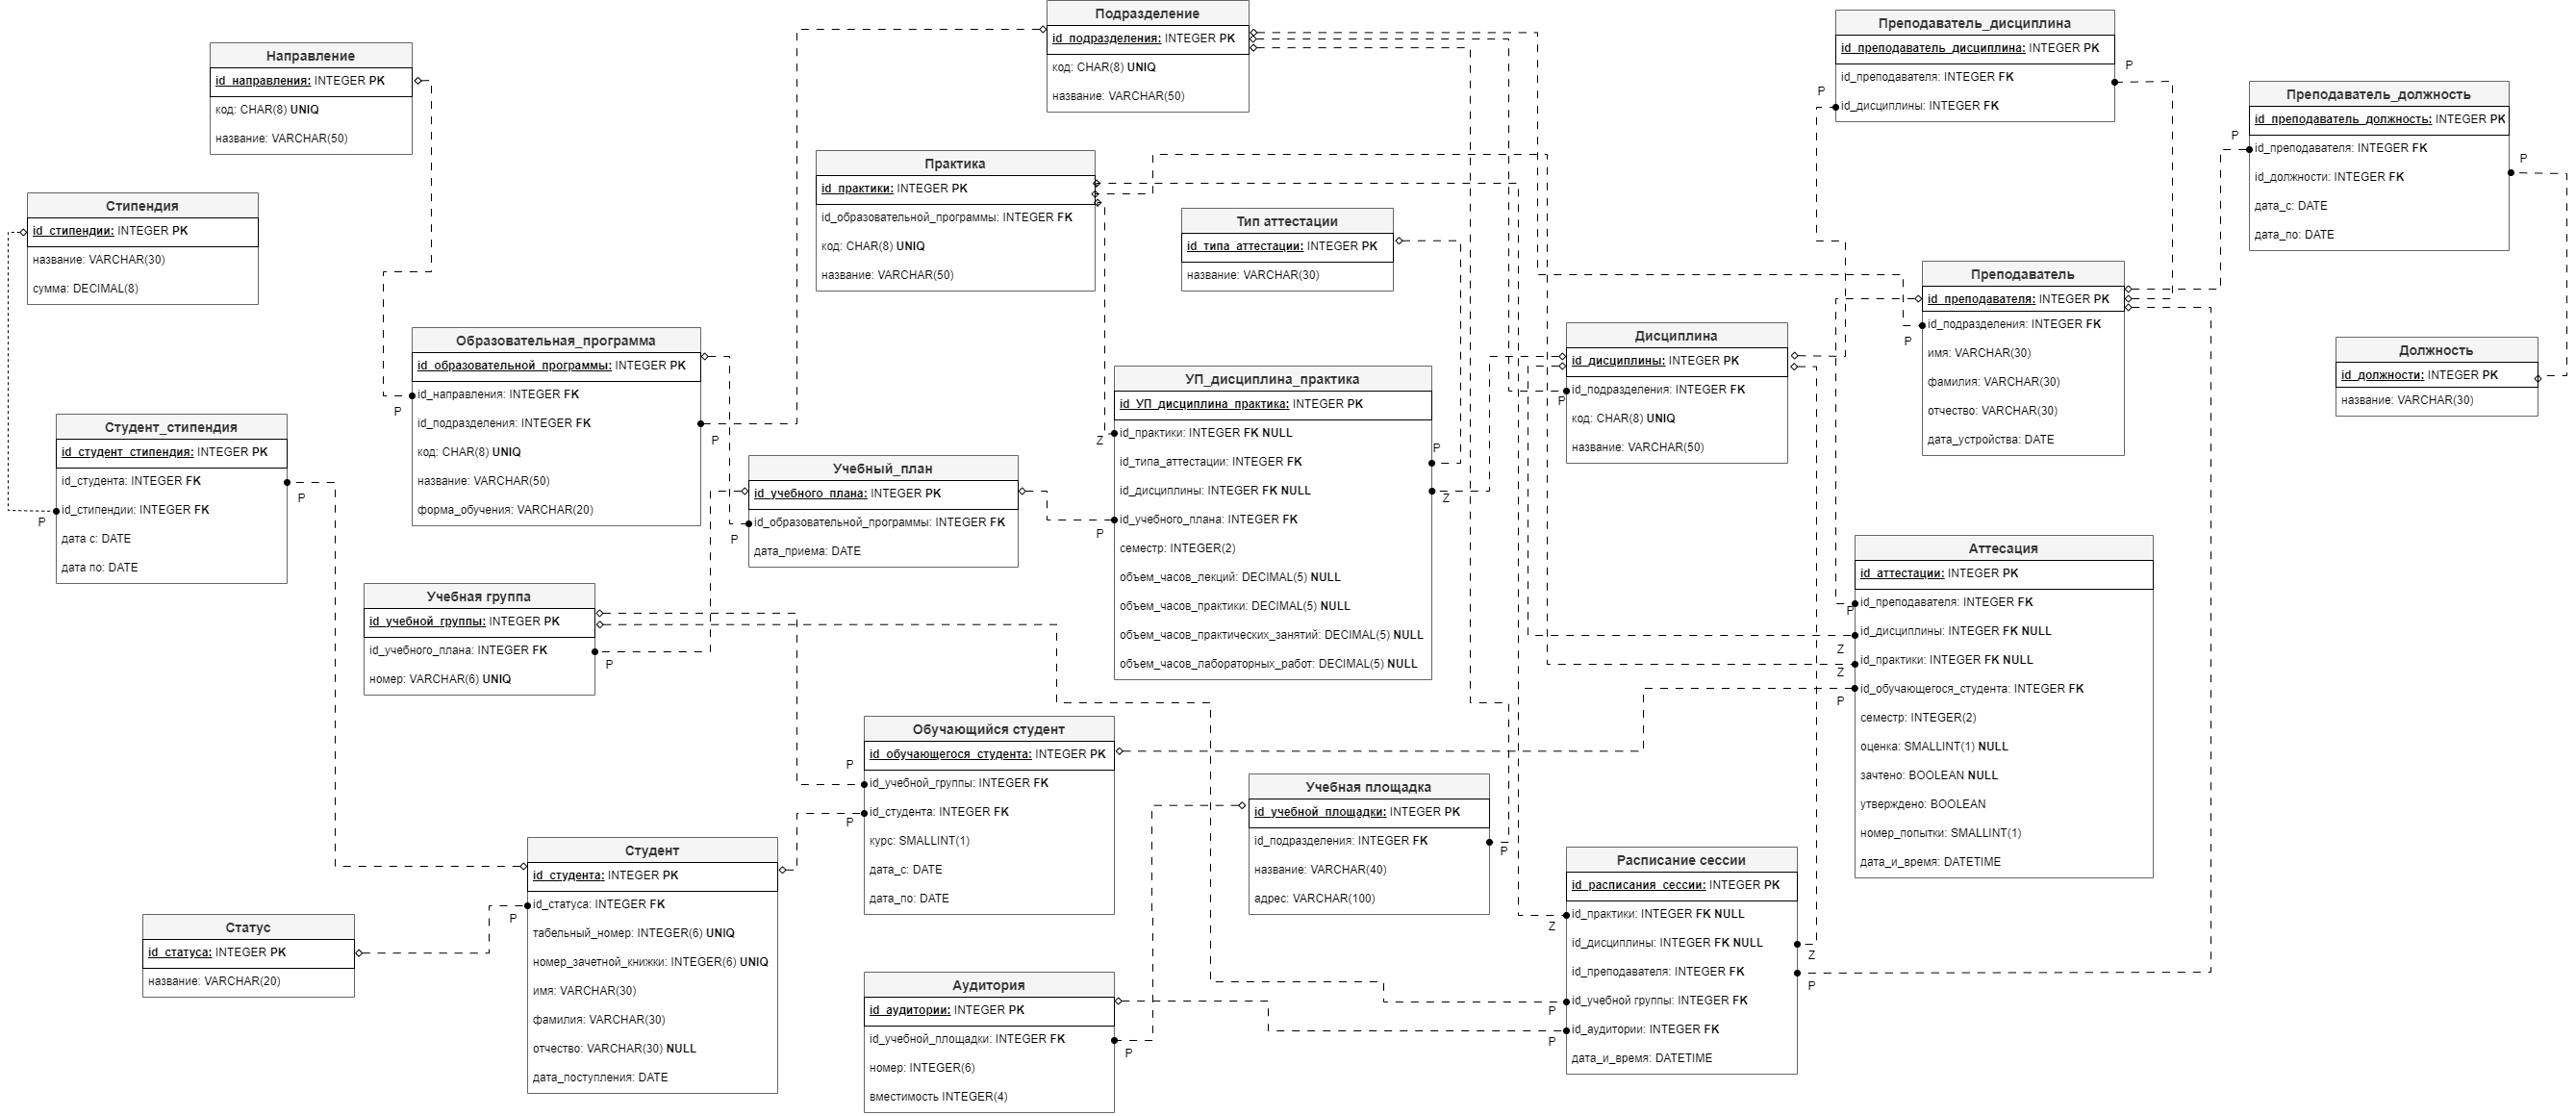 Подразделение
id_подразделения: INTEGER PK
код: CHAR(8) UNIQ
название: VARCHAR(50)
Преподаватель_дисциплина
id_преподаватель_дисциплина: INTEGER PK
id_преподавателя: INTEGER FK
id_дисциплины: INTEGER FK
P
P
Направление
id_направления: INTEGER PK
код: CHAR(8) UNIQ
название: VARCHAR(50)
P
Преподаватель_должность
id_преподаватель_должность: INTEGER PK
id_преподавателя: INTEGER FK
id_должности: INTEGER FK
дата_с: DATE
дата_по: DATE
P
P
Практика
id_практики: INTEGER PK
id_образовательной_программы: INTEGER FK
код: CHAR(8) UNIQ
название: VARCHAR(50)
Стипендия
id_стипендии: INTEGER PK
название: VARCHAR(30)
сумма: DECIMAL(8)
Тип аттестации
id_типа_аттестации: INTEGER PK
название: VARCHAR(30)
Преподаватель
id_преподавателя: INTEGER PK
id_подразделения: INTEGER FK
имя: VARCHAR(30)
фамилия: VARCHAR(30)
отчество: VARCHAR(30)
дата_устройства: DATE
P
Дисциплина
id_дисциплины: INTEGER PK
id_подразделения: INTEGER FK
код: CHAR(8) UNIQ
название: VARCHAR(50)
P
Должность
id_должности: INTEGER PK
название: VARCHAR(30)
Образовательная_программа
id_образовательной_программы: INTEGER PK
id_направления: INTEGER FK
id_подразделения: INTEGER FK
код: CHAR(8) UNIQ
название: VARCHAR(50)
форма_обучения: VARCHAR(20)
P
УП_дисциплина_практика
id_УП_дисциплина_практика: INTEGER PK
id_практики: INTEGER FK NULL
id_типа_аттестации: INTEGER FK
id_дисциплины: INTEGER FK NULL
id_учебного_плана: INTEGER FK
семестр: INTEGER(2)
объем_часов_лекций: DECIMAL(5) NULL
объем_часов_практики: DECIMAL(5) NULL
объем_часов_практических_занятий: DECIMAL(5) NULL
объем_часов_лабораторных_работ: DECIMAL(5) NULL
Z
P
Z
P
Студент_стипендия
id_студент_стипендия: INTEGER PK
id_студента: INTEGER FK
id_стипендии: INTEGER FK
дата с: DATE
дата по: DATE
P
P
Учебный_план
id_учебного_плана: INTEGER PK
id_образовательной_программы: INTEGER FK
дата_приема: DATE
P
Аттесация
id_аттестации: INTEGER PK
id_преподавателя: INTEGER FK
id_дисциплины: INTEGER FK NULL
id_практики: INTEGER FK NULL
id_обучающегося_студента: INTEGER FK
семестр: INTEGER(2)
оценка: SMALLINT(1) NULL
зачтено: BOOLEAN NULL
утверждено: BOOLEAN
номер_попытки: SMALLINT(1)
дата_и_время: DATETIME
P
Z
Z
P
Учебная группа
id_учебной_группы: INTEGER PK
id_учебного_плана: INTEGER FK
номер: VARCHAR(6) UNIQ
P
Обучающийся студент
id_обучающегося_студента: INTEGER PK
id_учебной_группы: INTEGER FK
id_студента: INTEGER FK
курс: SMALLINT(1)
дата_с: DATE
дата_по: DATE
P
P
Учебная площадка
id_учебной_площадки: INTEGER PK
id_подразделения: INTEGER FK
название: VARCHAR(40)
адрес: VARCHAR(100)
P
Студент
id_студента: INTEGER PK
id_статуса: INTEGER FK
табельный_номер: INTEGER(6) UNIQ
номер_зачетной_книжки: INTEGER(6) UNIQ
имя: VARCHAR(30)
фамилия: VARCHAR(30)
отчество: VARCHAR(30) NULL
дата_поступления: DATE
P
Расписание сессии
id_расписания_сессии: INTEGER PK
id_практики: INTEGER FK NULL
id_дисциплины: INTEGER FK NULL
id_преподавателя: INTEGER FK
id_учебной группы: INTEGER FK
id_аудитории: INTEGER FK
дата_и_время: DATETIME
Z
Z
P
P
P
Статус
id_статуса: INTEGER PK
название: VARCHAR(20)
Аудитория
id_аудитории: INTEGER PK
id_учебной_площадки: INTEGER FK
номер: INTEGER(6)
вместимость INTEGER(4)
P
P